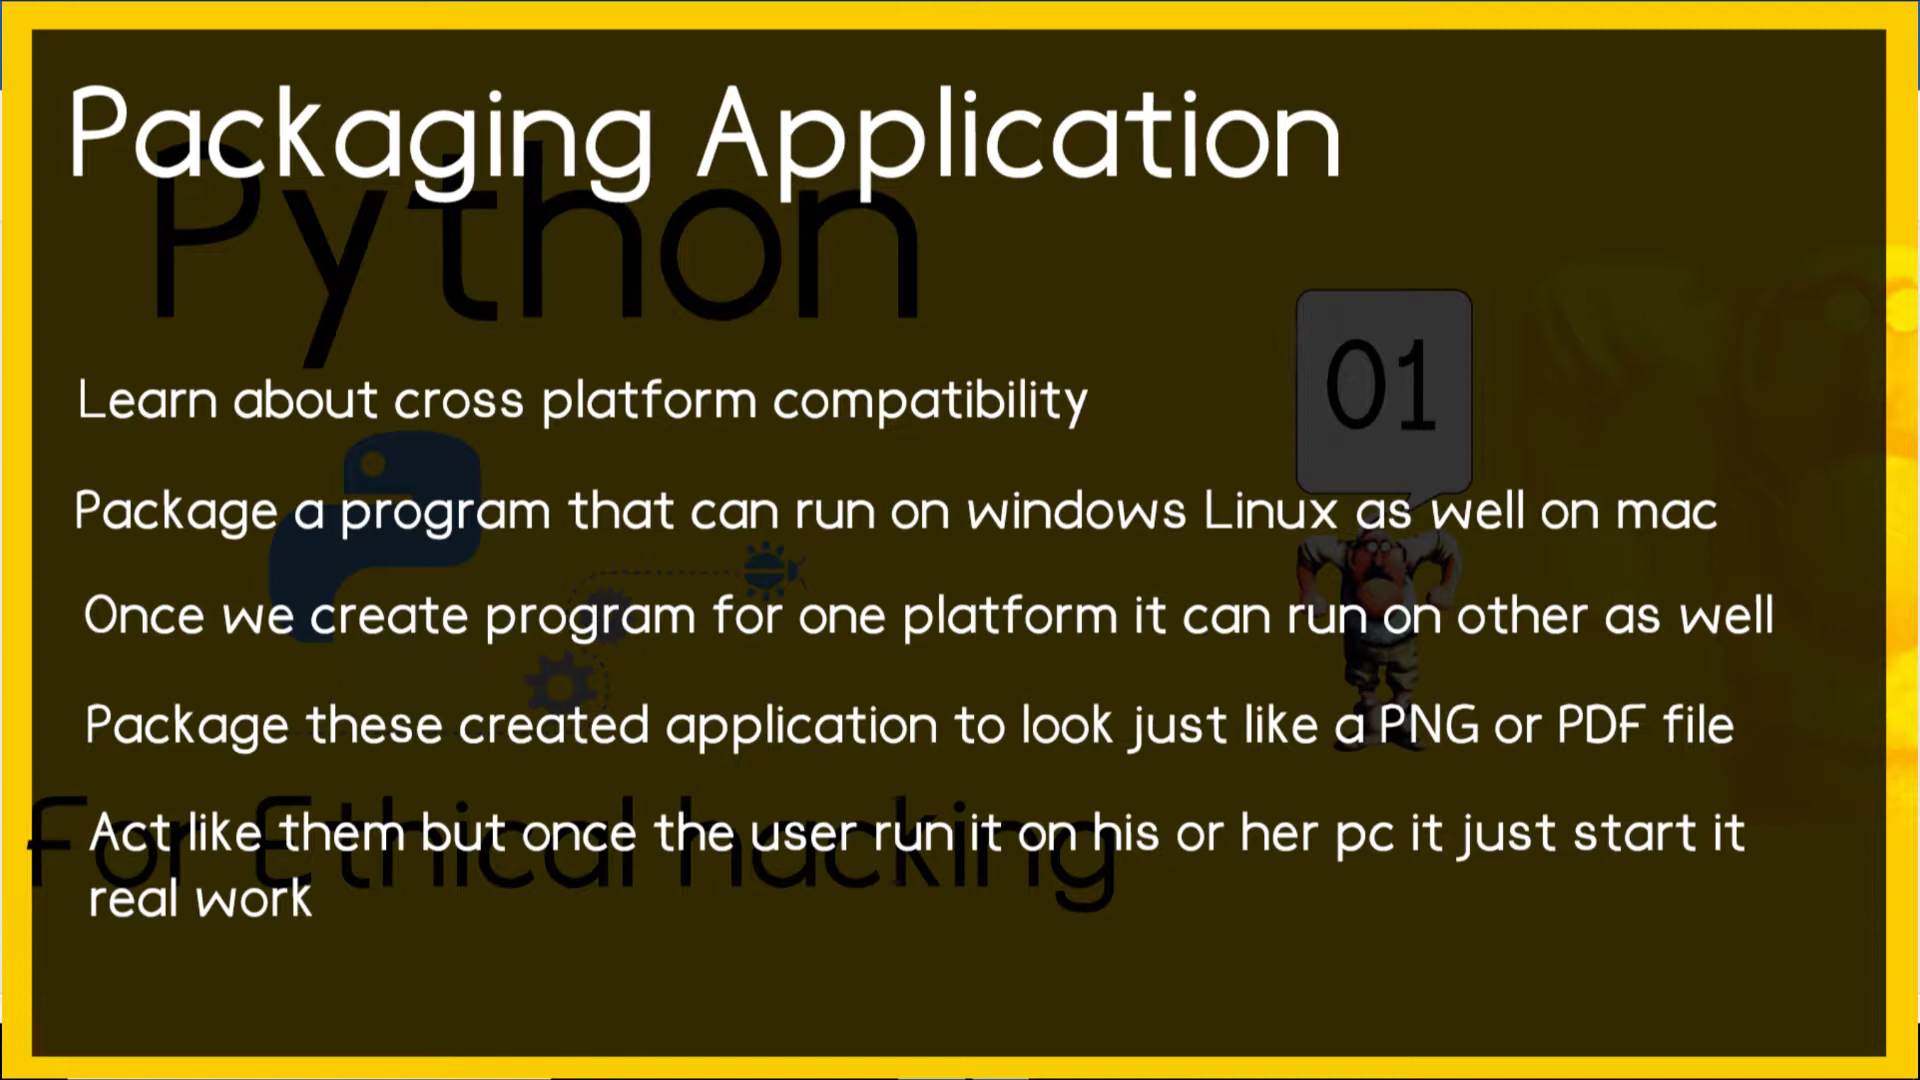 Packaging Application
Python
01
Learn about cross platform compatibility
Package a program that can run on windows Linux as well on mac
Once we create program for one platform it can run on other as well
Package these created application to look just like a PNG or PDF file
Act like them but once the user run it on his or her pc it just start it
real work
For Ethical hacking